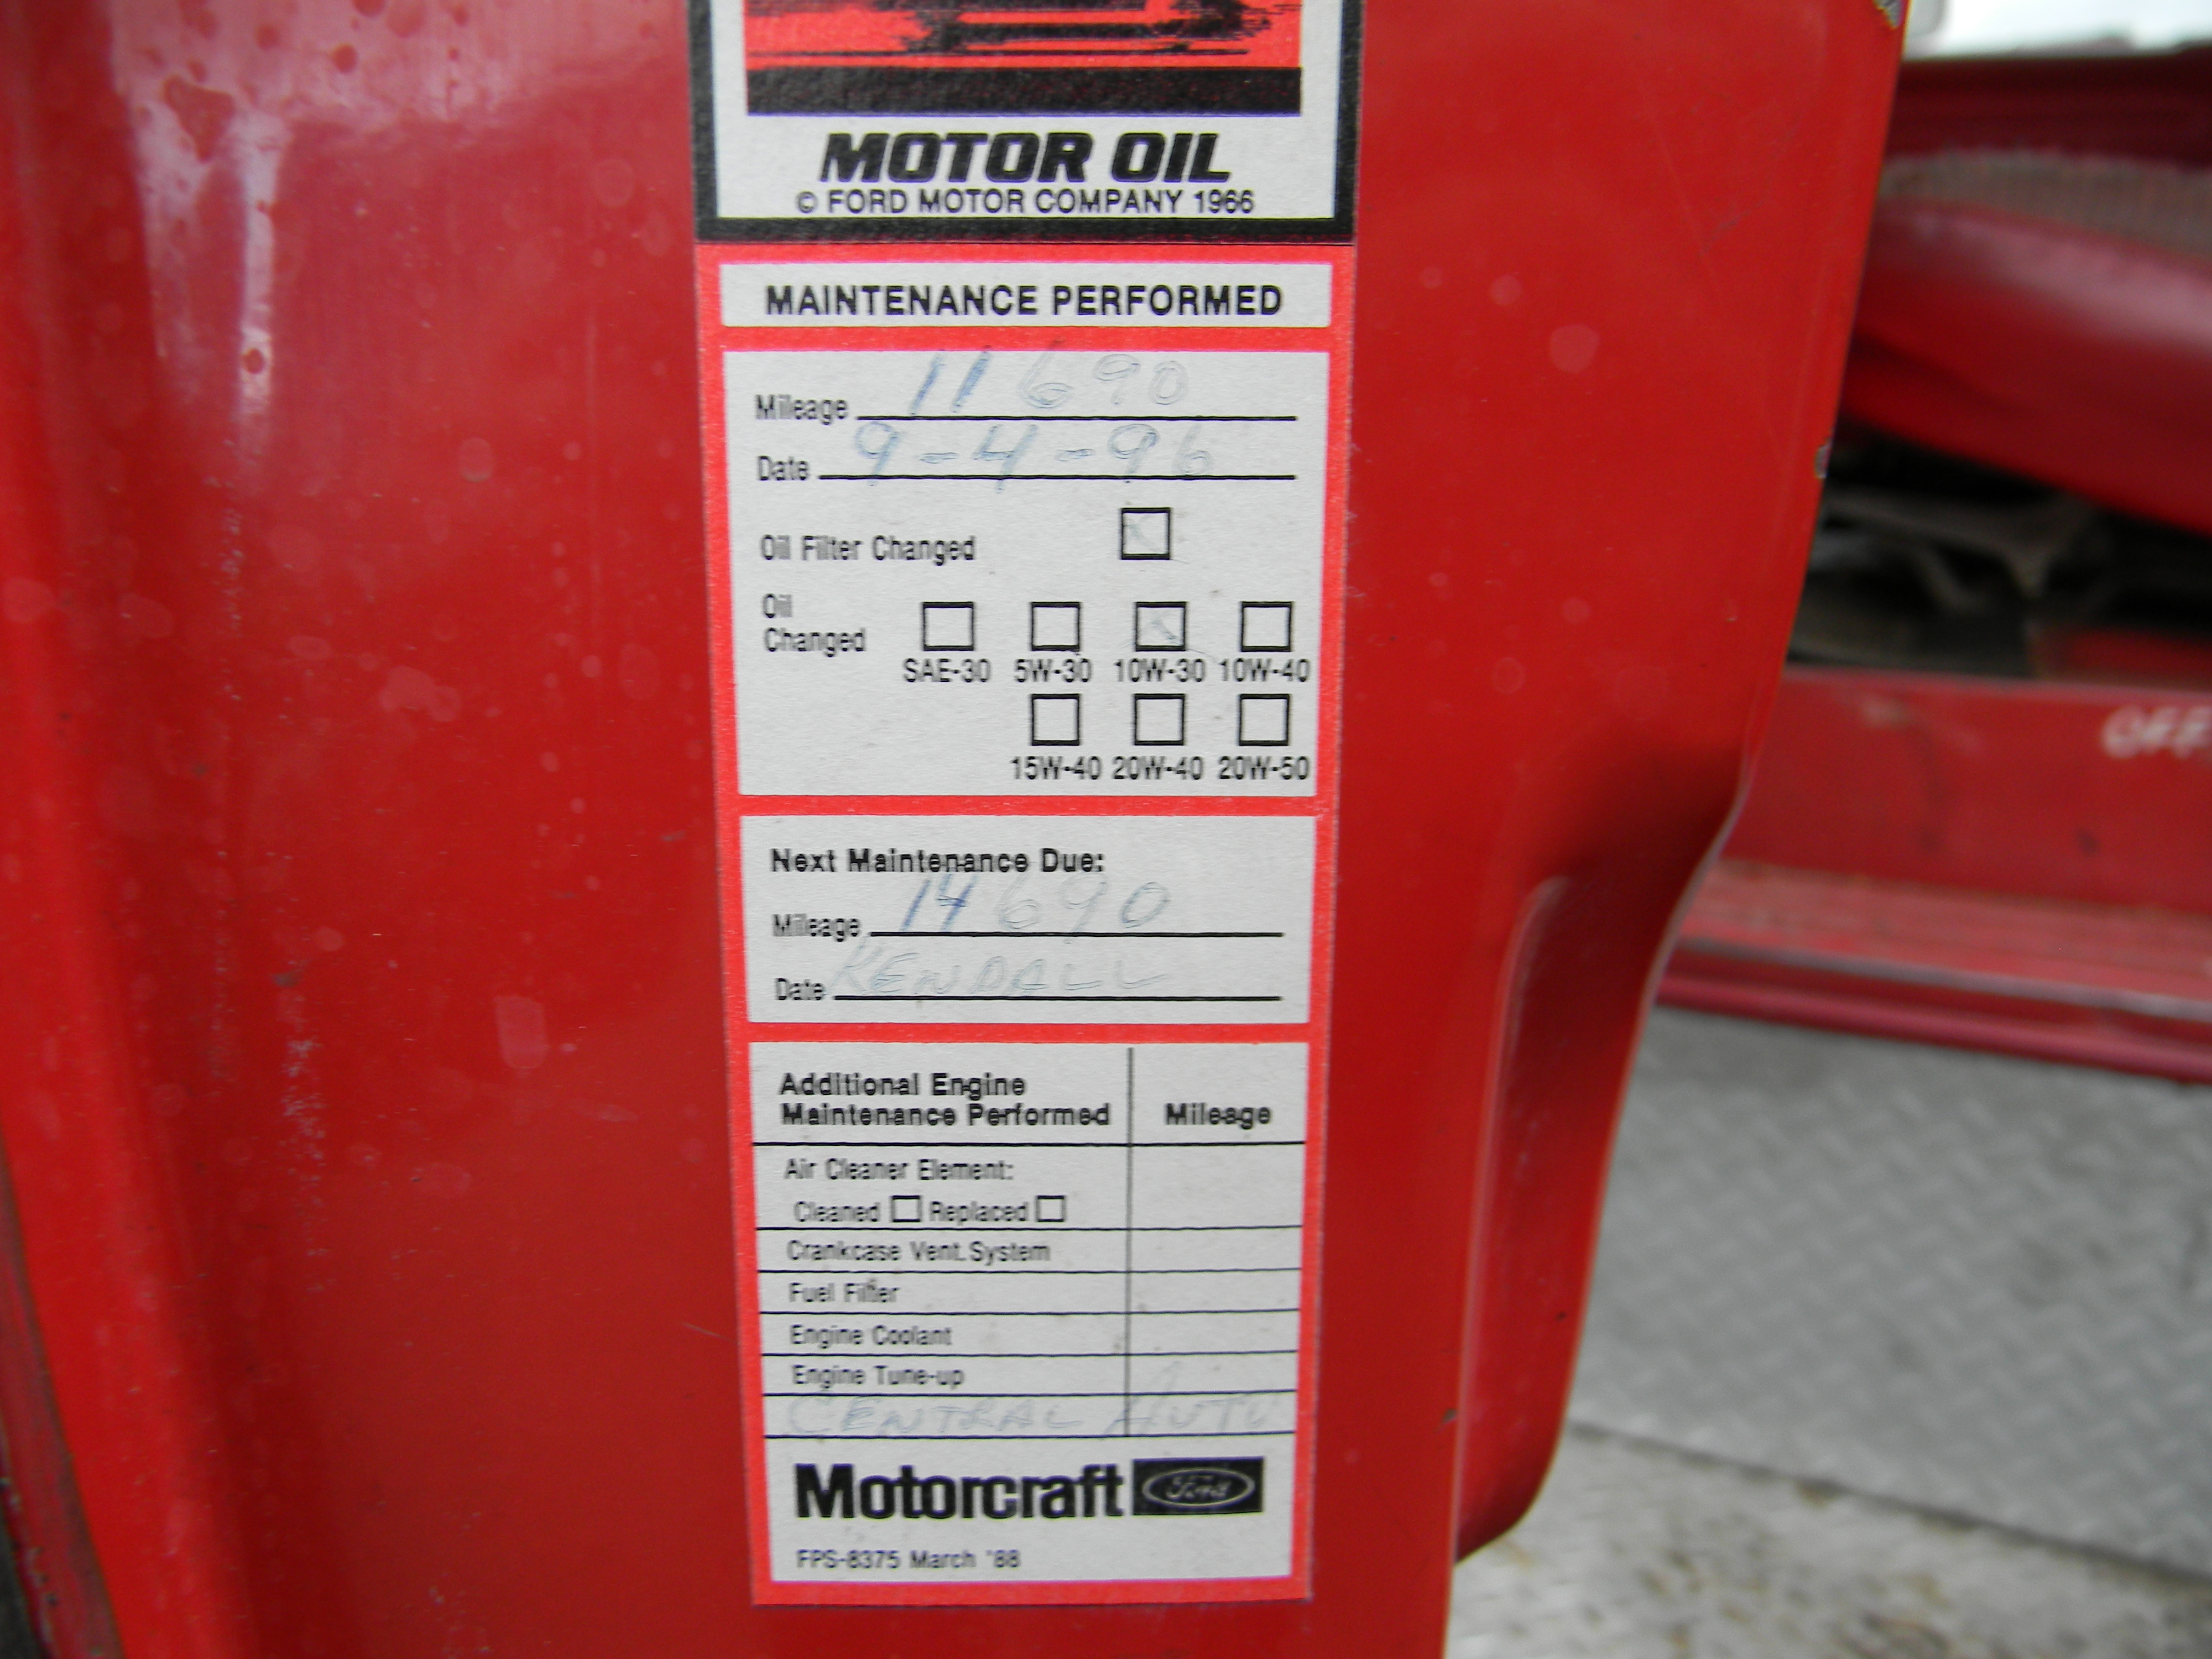 MOTOR OIL
© FORD MOTOR COMPANY 1966
MAINTENANCE PERFORMED
Mileage 11690
Date 9-4-96
Oil Filter Changed
Oil
Changed
SAE-30 5W-30 10W-30 10W-40
15W-40 20W-40 20W-50
Next Maintenance Due:
Mileage 14690
Date KENDALL
Additional Engine
Maintenance Performed Mileage
Air Cleaner Element:
Cleaned Replaced
Crankcase Vent. System
Fuel Filter
Engine Coolant
Engine Tune-up
CENTRAL AUTO
Motorcraft Ford
FPS-8375 March '88
OFF